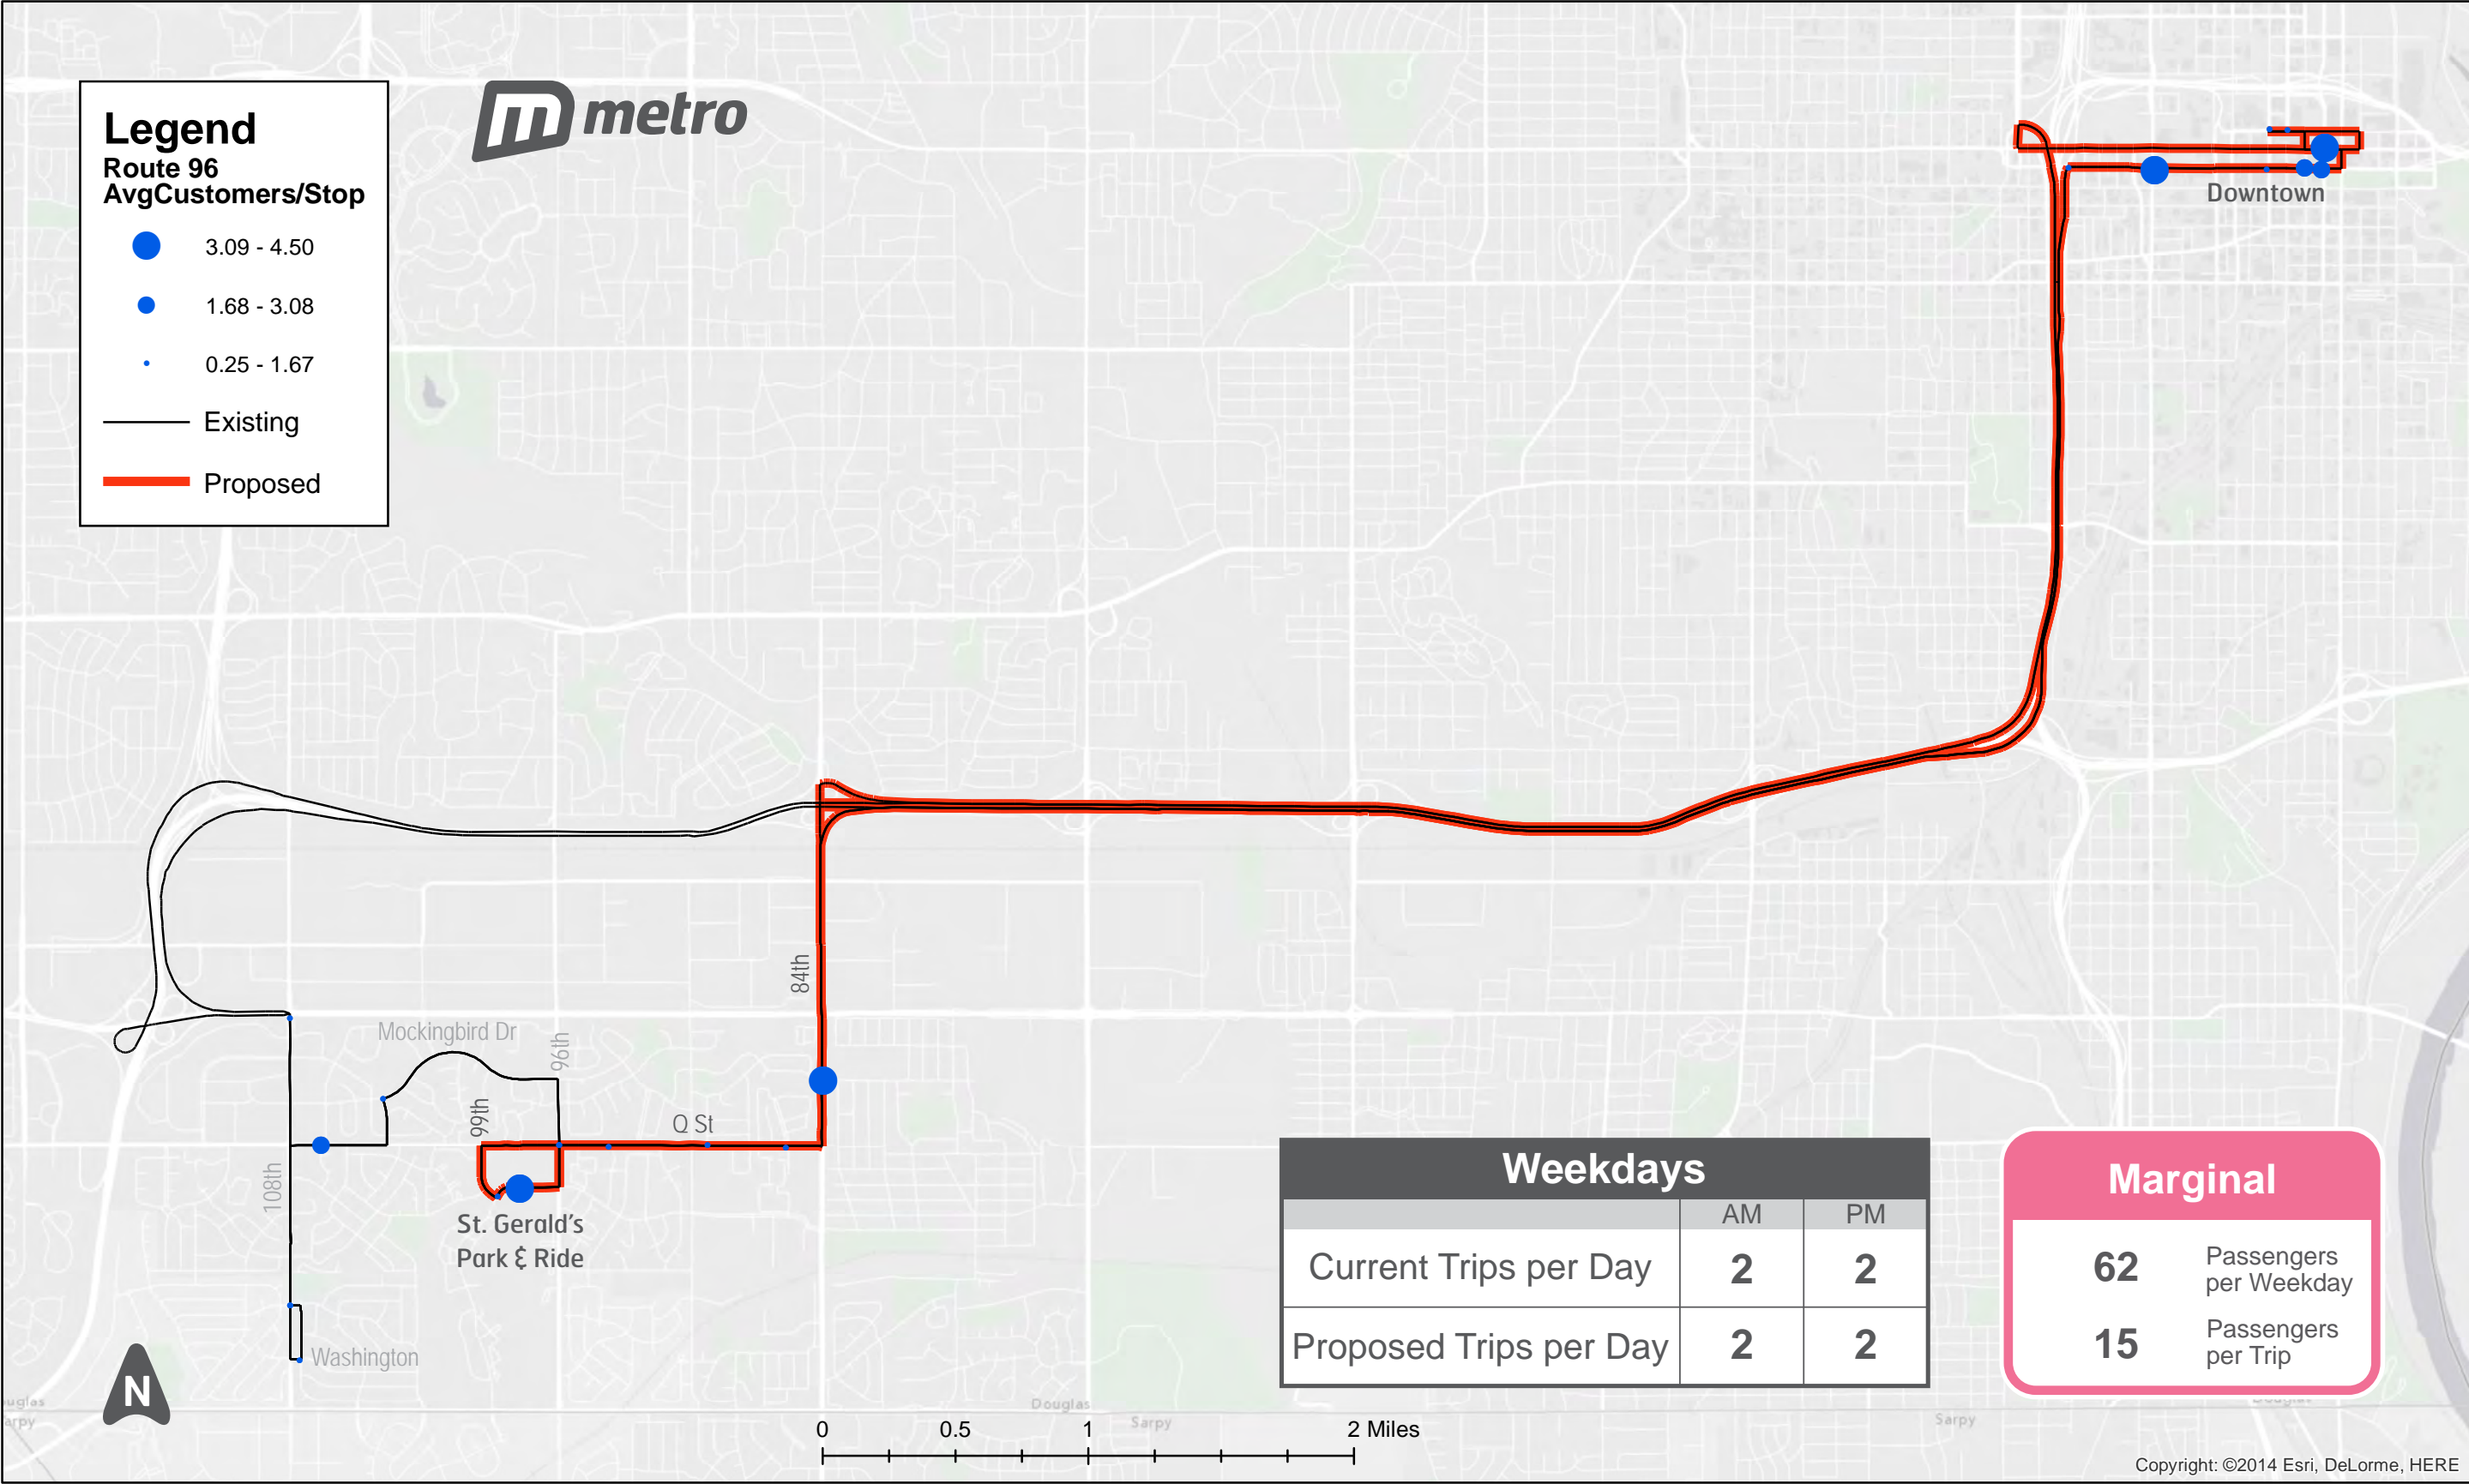 Legend
Route 96
AvgCustomers/Stop
3.09 - 4.50
1.68 - 3.08
0.25 - 1.67
Existing
Proposed
metro
Downtown
84th
Mockingbird Dr
96th
99th
Q St
108th
St. Gerald's
Park & Ride
Washington
N
Weekdays
AM PM
Current Trips per Day 2 2
Proposed Trips per Day 2 2
Marginal
62 Passengers
per Weekday
15 Passengers
per Trip
Douglas
Sarpy
Sarpy
0 0.5 1 2 Miles
Copyright: ©2014 Esri, DeLorme, HERE